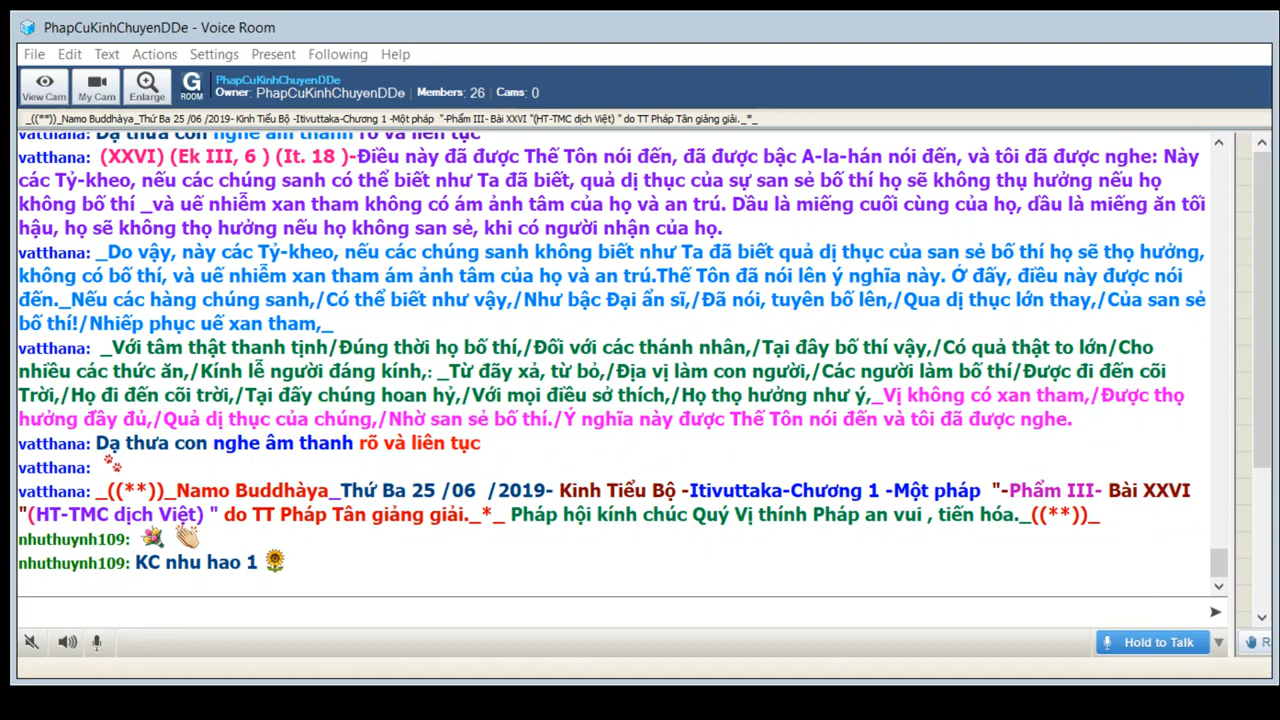 PhapCuKinhChuyenDDe - Voice Room
File Edit Text Actions Settings Present Following Help
View Cam My Cam Enlarge G ROOM PhapCuKinhChuyenDDe
Owner: PhapCuKinhChuyenDDe Members: 26 Cams: 0
_((**))_Namo Buddhàya_Thứ Ba 25 /06 /2019- Kinh Tiểu Bộ -Itivuttaka-Chương 1 -Một pháp "-Phẩm III- Bài XXVI "(HT-TMC dịch Việt) " do TT Pháp Tân giảng giải._*_
vatthana: Dạ thưa con nghe âm thanh rõ và liên tục
vatthana: (XXVI) (Ek III, 6 ) (It. 18 )-Điều này đã được Thế Tôn nói đến, đã được bậc A-la-hán nói đến, và tôi đã được nghe: Này
các Tỷ-kheo, nếu các chúng sanh có thể biết như Ta đã biết, quả dị thục của sự san sẻ bố thí họ sẽ không thụ hưởng nếu họ
không bố thí _và uế nhiễm xan tham không có ám ảnh tâm của họ và an trú. Dầu là miếng cuối cùng của họ, dầu là miếng ăn tối
hậu, họ sẽ không thọ hưởng nếu họ không san sẻ, khi có người nhận của họ.
vatthana: _Do vậy, này các Tỷ-kheo, nếu các chúng sanh không biết như Ta đã biết quả dị thục của san sẻ bố thí họ sẽ thọ hưởng,
không có bố thí, và uế nhiễm xan tham ám ảnh tâm của họ và an trú.Thế Tôn đã nói lên ý nghĩa này. Ở đấy, điều này được nói
đến._Nếu các hàng chúng sanh,/Có thể biết như vậy,/Như bậc Đại ẩn sĩ,/Đã nói, tuyên bố lên,/Qua dị thục lớn thay,/Của san sẻ
bố thí!/Nhiếp phục uế xan tham,_
vatthana: _Với tâm thật thanh tịnh/Đúng thời họ bố thí,/Đối với các thánh nhân,/Tại đây bố thí vậy,/Có quả thật to lớn/Cho
nhiều các thức ăn,/Kính lễ người đáng kính,: _Từ đãy xả, từ bỏ,/Địa vị làm con người,/Các người làm bố thí/Được đi đến cõi
Trời,/Họ đi đến cõi trời,/Tại đấy chúng hoan hỷ,/Với mọi điều sở thích,/Họ thọ hưởng như ý,_Vị không có xan tham,/Được thọ
hưởng đầy đủ,/Quả dị thục của chúng,/Nhờ san sẻ bố thí./Ý nghĩa này được Thế Tôn nói đến và tôi đã được nghe.
vatthana: Dạ thưa con nghe âm thanh rõ và liên tục
vatthana:
vatthana: _((**))_Namo Buddhàya_Thứ Ba 25 /06 /2019- Kinh Tiểu Bộ -Itivuttaka-Chương 1 -Một pháp "-Phẩm III- Bài XXVI
"(HT-TMC dịch Việt) " do TT Pháp Tân giảng giải._*_ Pháp hội kính chúc Quý Vị thính Pháp an vui , tiến hóa._((**))_
nhuthuynh109:
nhuthuynh109: KC nhu hao 1
Hold to Talk